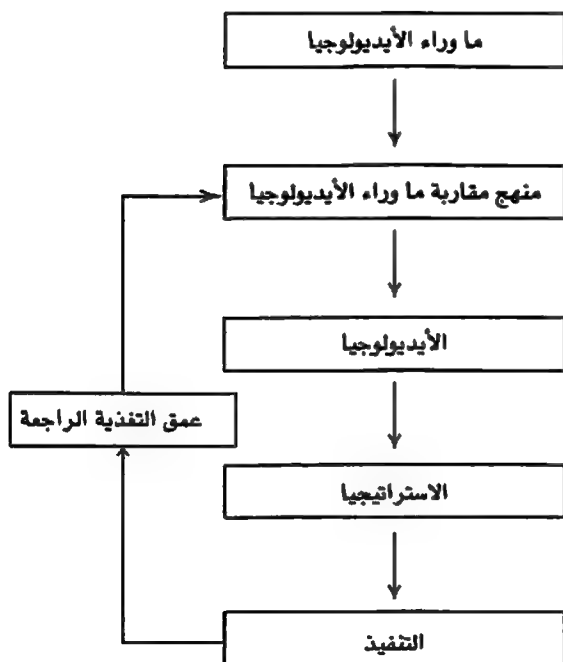 ما وراء الأيديولوجيا
منهج مقاربة ما وراء الأيديولوجيا
الأيديولوجيا
عمق التغذية الراجعة
الاستراتيجيا
التنفيذ